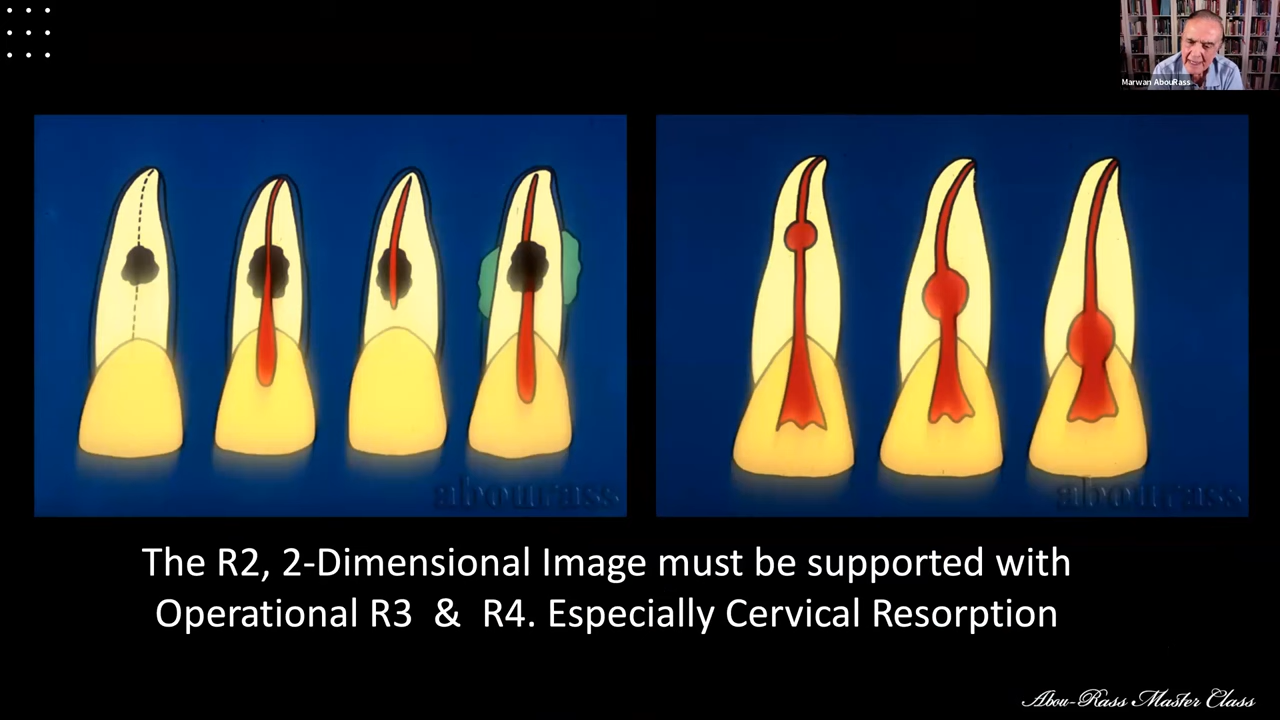 Marwan AbouRass
abourass
abourass
The R2, 2-Dimensional Image must be supported with
Operational R3 & R4. Especially Cervical Resorption
Abou-Rass Master Class